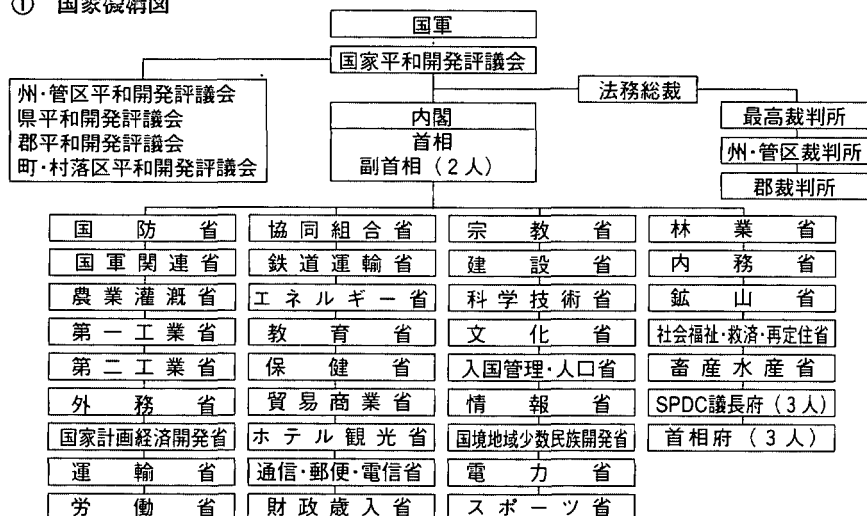 ① 国家機構図
国軍
国家平和開発評議会
州・管区平和開発評議会
県平和開発評議会
郡平和開発評議会
町・村落区平和開発評議会
法務総裁
内閣
首相
副首相（2人）
最高裁判所
州・管区裁判所
郡裁判所
国防省
国軍関連省
農業灌漑省
第一工業省
第二工業省
外務省
国家計画経済開発省
運輸省
労働省
協同組合省
鉄道運輸省
エネルギー省
教育省
保健省
貿易商業省
ホテル観光省
通信・郵便・電信省
財政歳入省
宗教省
建設省
科学技術省
文化省
入国管理・人口省
情報省
国境地域少数民族開発省
電力省
スポーツ省
林業省
内務省
鉱山省
社会福祉・救済・再定住省
畜産水産省
SPDC議長府（3人）
首相府（3人）